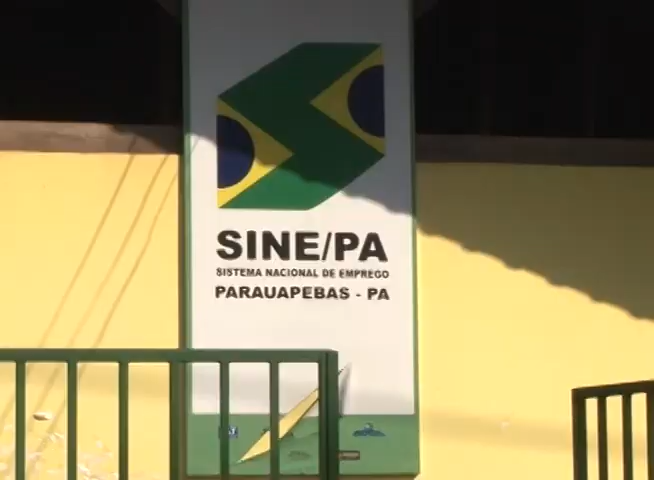 SINE/PA
SISTEMA NACIONAL DE EMPREGO
PARAUAPEBAS - PA